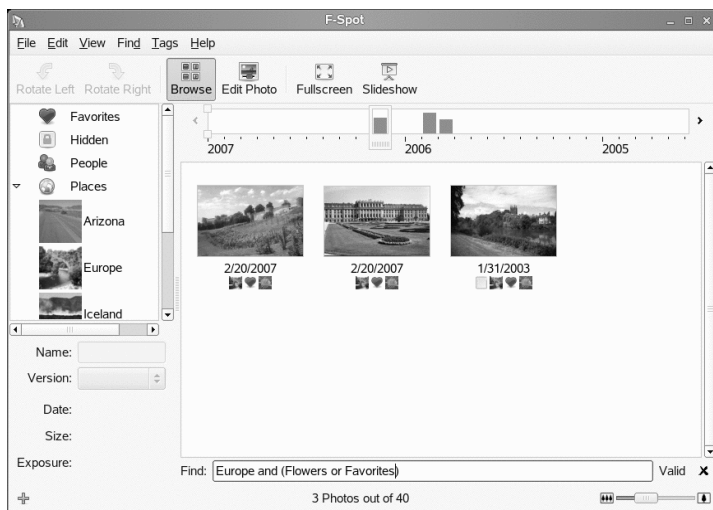 F-Spot
File Edit View Find Tags Help
Rotate Left Rotate Right Browse Edit Photo Fullscreen Slideshow
Favorites
Hidden
People
Places
Arizona
Europe
Iceland
2007 2006 2005
2/20/2007 2/20/2007 1/31/2003
Name:
Version:
Date:
Size:
Exposure:
Find: Europe and (Flowers or Favorites) Valid
3 Photos out of 40